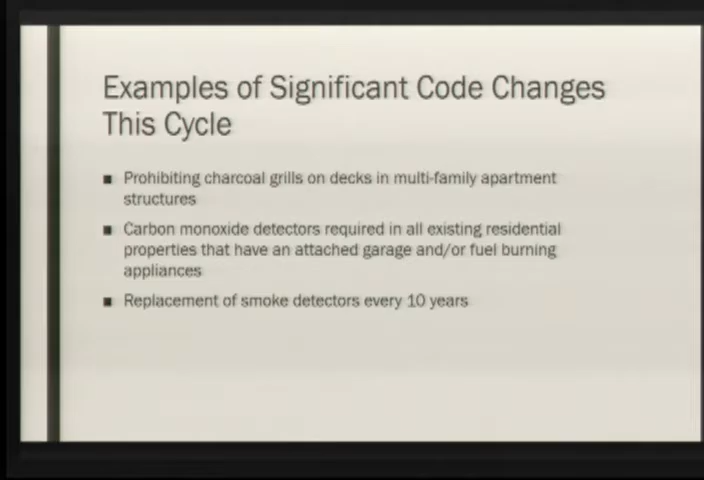 Examples of Significant Code Changes
This Cycle
■ Prohibiting charcoal grills on decks in multi-family apartment
structures
■ Carbon monoxide detectors required in all existing residential
properties that have an attached garage and/or fuel burning
appliances
■ Replacement of smoke detectors every 10 years